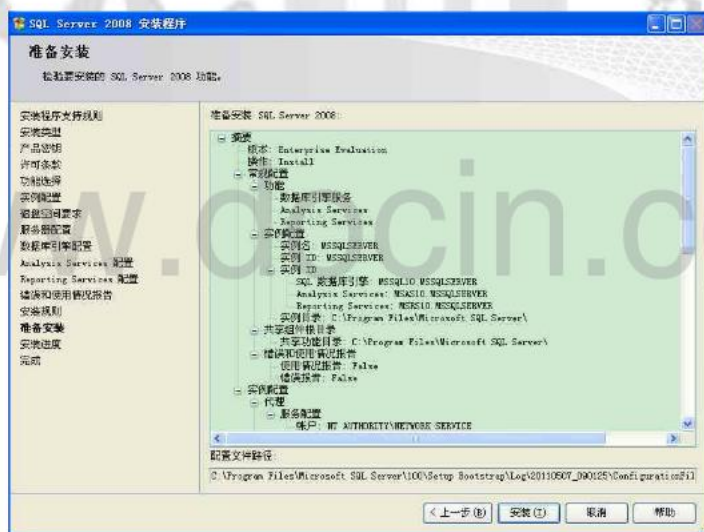 SQL Server 2008 安装程序
准备安装
检验要安装的 SQL Server 2008 功能。
安装程序支持规则
安装类型
产品密钥
许可条款
功能选择
实例配置
磁盘空间要求
服务器配置
数据库引擎配置
Analysis Services 配置
Reporting Services 配置
错误和使用情况报告
安装规则
准备安装
安装进度
完成
准备安装 SQL Server 2008:
摘要
版本: Enterprise Evaluation
操作: Install
常规配置
功能
数据库引擎服务
Analysis Services
Reporting Services
实例配置
实例名: MSSQLSERVER
实例 ID: MSSQLSERVER
实例 ID
SQL 数据库引擎: MSSQL10.MSSQLSERVER
Analysis Services: MSAS10.MSSQLSERVER
Reporting Services: MSRS10.MSSQLSERVER
实例目录: C:\Program Files\Microsoft SQL Server\
共享组件根目录
共享功能目录: C:\Program Files\Microsoft SQL Server\
错误和使用情况报告
使用情况报告: False
错误报告: False
实例配置
代理
服务配置
帐户: NT AUTHORITY\NETWORK SERVICE
配置文件路径:
C:\Program Files\Microsoft SQL Server\100\Setup Bootstrap\Log\20110507_090125\ConfigurationFil
< 上一步(B)
安装(I)
取消
帮助